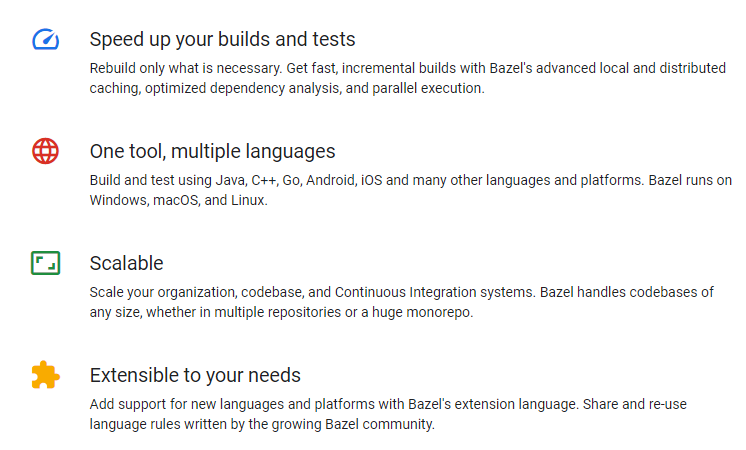 Speed up your builds and tests
Rebuild only what is necessary. Get fast, incremental builds with Bazel's advanced local and distributed
caching, optimized dependency analysis, and parallel execution.
One tool, multiple languages
Build and test using Java, C++, Go, Android, iOS and many other languages and platforms. Bazel runs on
Windows, macOS, and Linux.
Scalable
Scale your organization, codebase, and Continuous Integration systems. Bazel handles codebases of
any size, whether in multiple repositories or a huge monorepo.
Extensible to your needs
Add support for new languages and platforms with Bazel's extension language. Share and re-use
language rules written by the growing Bazel community.